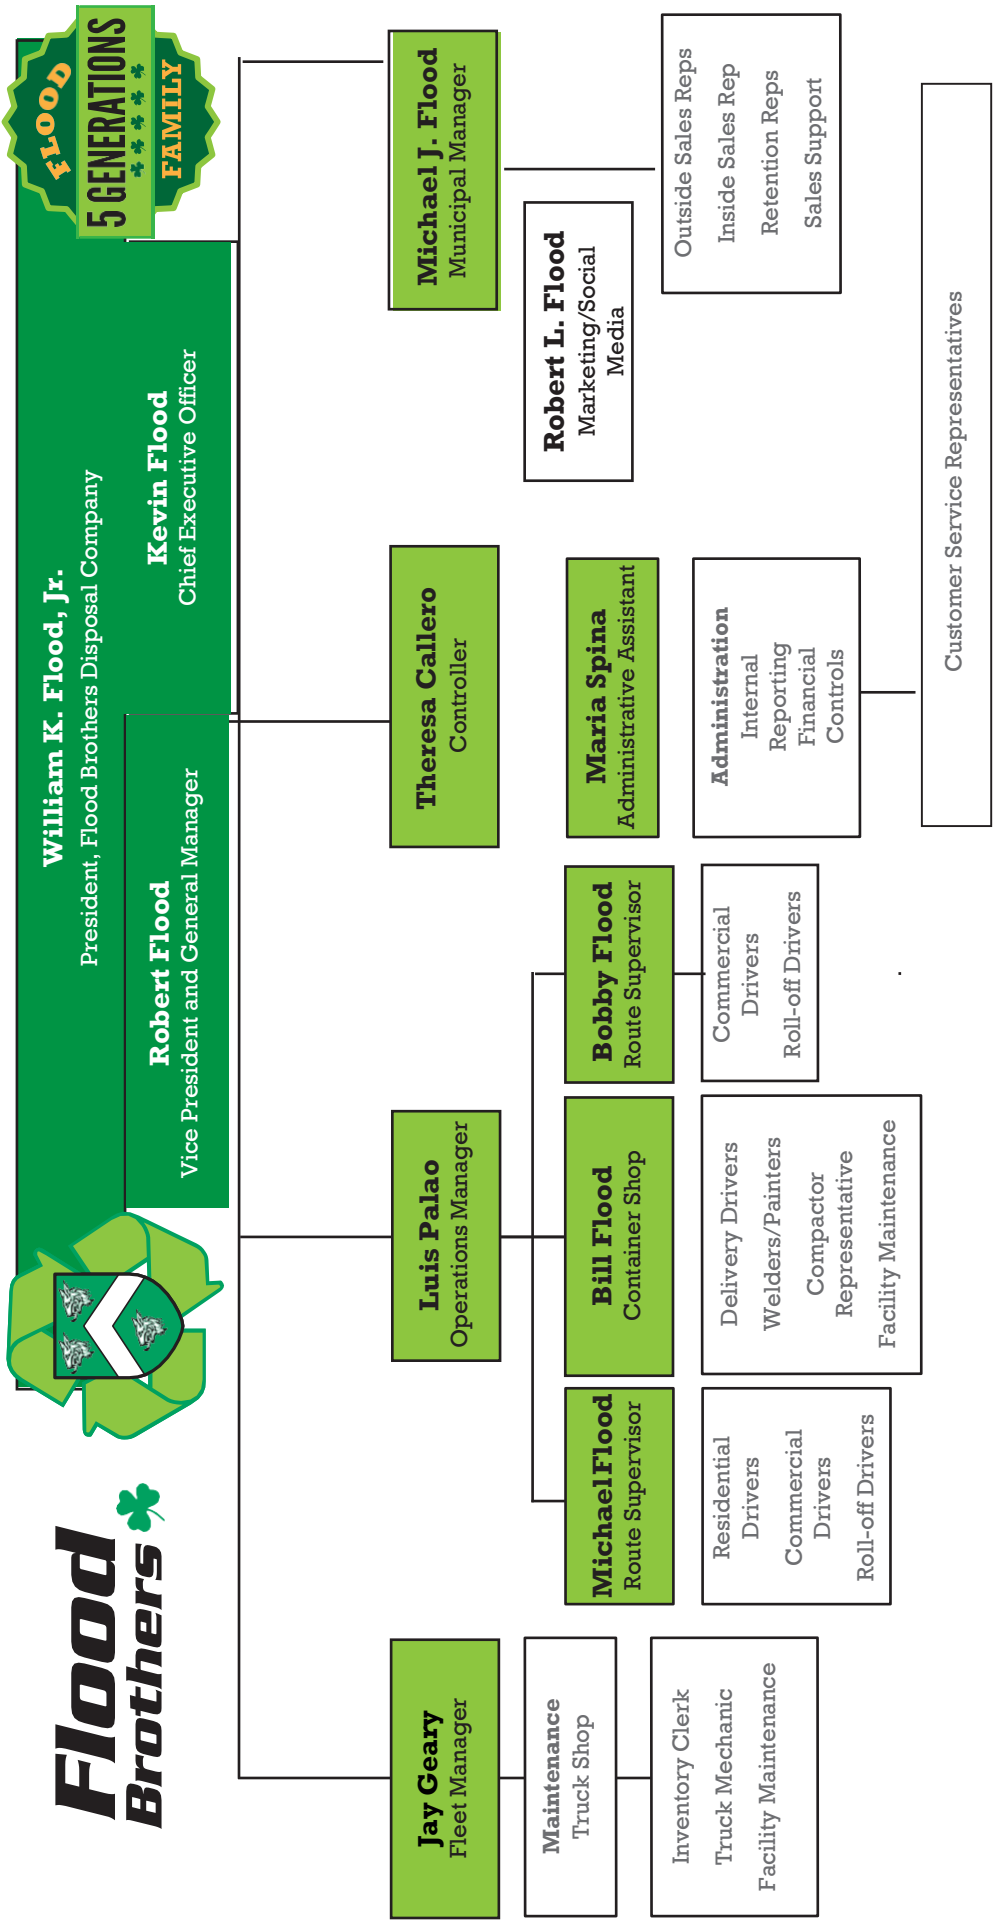 Flood
Brothers
FLOOD
5 GENERATIONS
FAMILY
William K. Flood, Jr.
President, Flood Brothers Disposal Company
Robert Flood
Vice President and General Manager
Kevin Flood
Chief Executive Officer
Jay Geary
Fleet Manager
Maintenance
Truck Shop
Inventory Clerk
Truck Mechanic
Facility Maintenance
Luis Palao
Operations Manager
Michael Flood
Route Supervisor
Residential
Drivers
Commercial
Drivers
Roll-off Drivers
Bill Flood
Container Shop
Delivery Drivers
Welders/Painters
Compactor
Representative
Facility Maintenance
Bobby Flood
Route Supervisor
Commercial
Drivers
Roll-off Drivers
Theresa Callero
Controller
Maria Spina
Administrative Assistant
Administration
Internal
Reporting
Financial
Controls
Michael J. Flood
Municipal Manager
Robert L. Flood
Marketing/Social
Media
Outside Sales Reps
Inside Sales Rep
Retention Reps
Sales Support
Customer Service Representatives